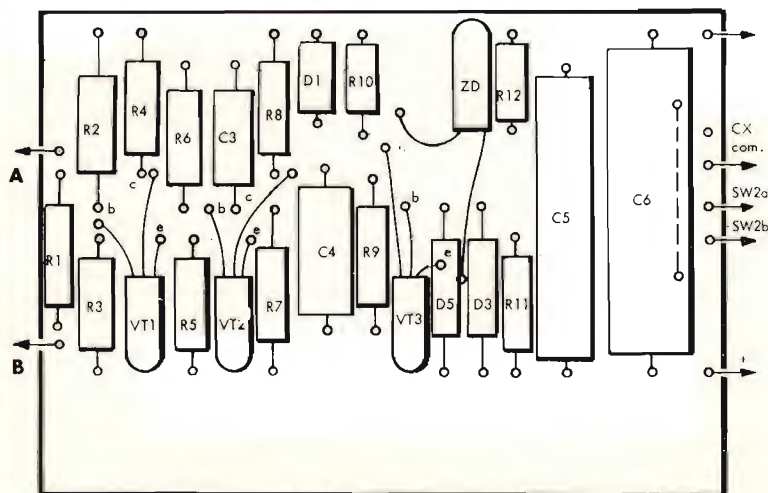 D1
R10
ZD
R12
R4
R2
R6
C3
R8
CX
com.
A
c
b
c
b
b
SW2a
SW2b
e
e
e
R1
R3
VT1
R5
VT2
R7
C4
R9
VT3
D5
D3
R11
C5
C6
B
+